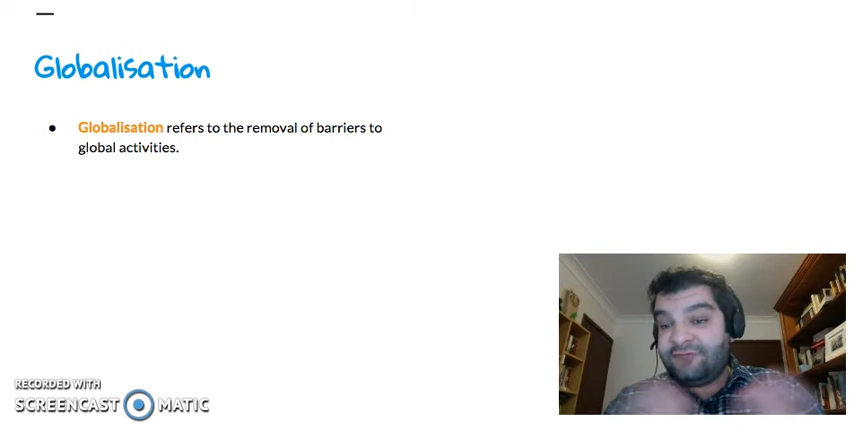 Globalisation
Globalisation refers to the removal of barriers to
global activities.
RECORDED WITH
SCREENCAST MATIC